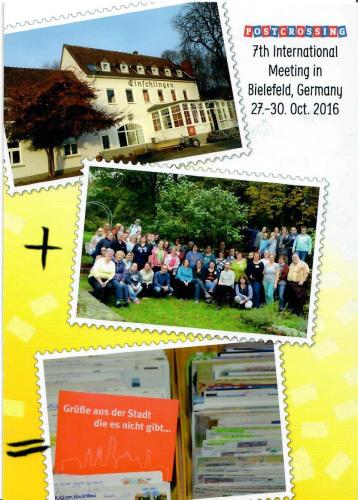 POSTCROSSING
7th International
Meeting in
Bielefeld, Germany
27.-30. Oct. 2016
Einschlingen
+
Grüße aus der Stadt
die es nicht gibt...
=